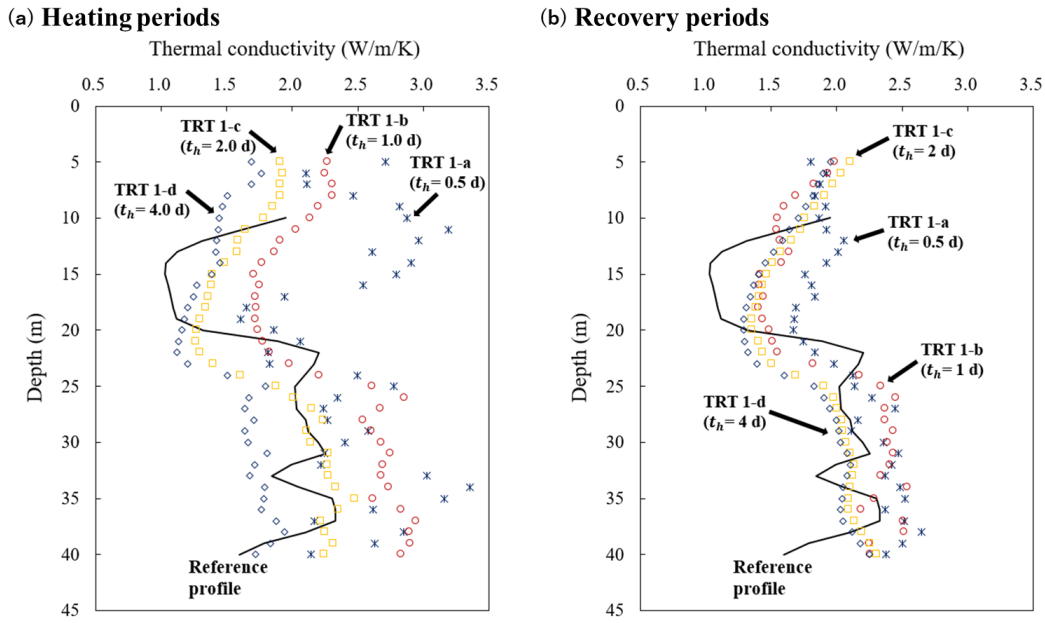 (a) Heating periods
Thermal conductivity (W/m/K)
0.5 1.0 1.5 2.0 2.5 3.0 3.5
Depth (m)
0
5
10
15
20
25
30
35
40
45
TRT 1-c
(th= 2.0 d)
TRT 1-b
(th= 1.0 d)
TRT 1-a
(th= 0.5 d)
TRT 1-d
(th= 4.0 d)
Reference
profile
(b) Recovery periods
Thermal conductivity (W/m/K)
0.5 1.0 1.5 2.0 2.5 3.0 3.5
Depth (m)
0
5
10
15
20
25
30
35
40
45
TRT 1-c
(th= 2 d)
TRT 1-a
(th= 0.5 d)
TRT 1-b
(th= 1 d)
TRT 1-d
(th= 4 d)
Reference
profile